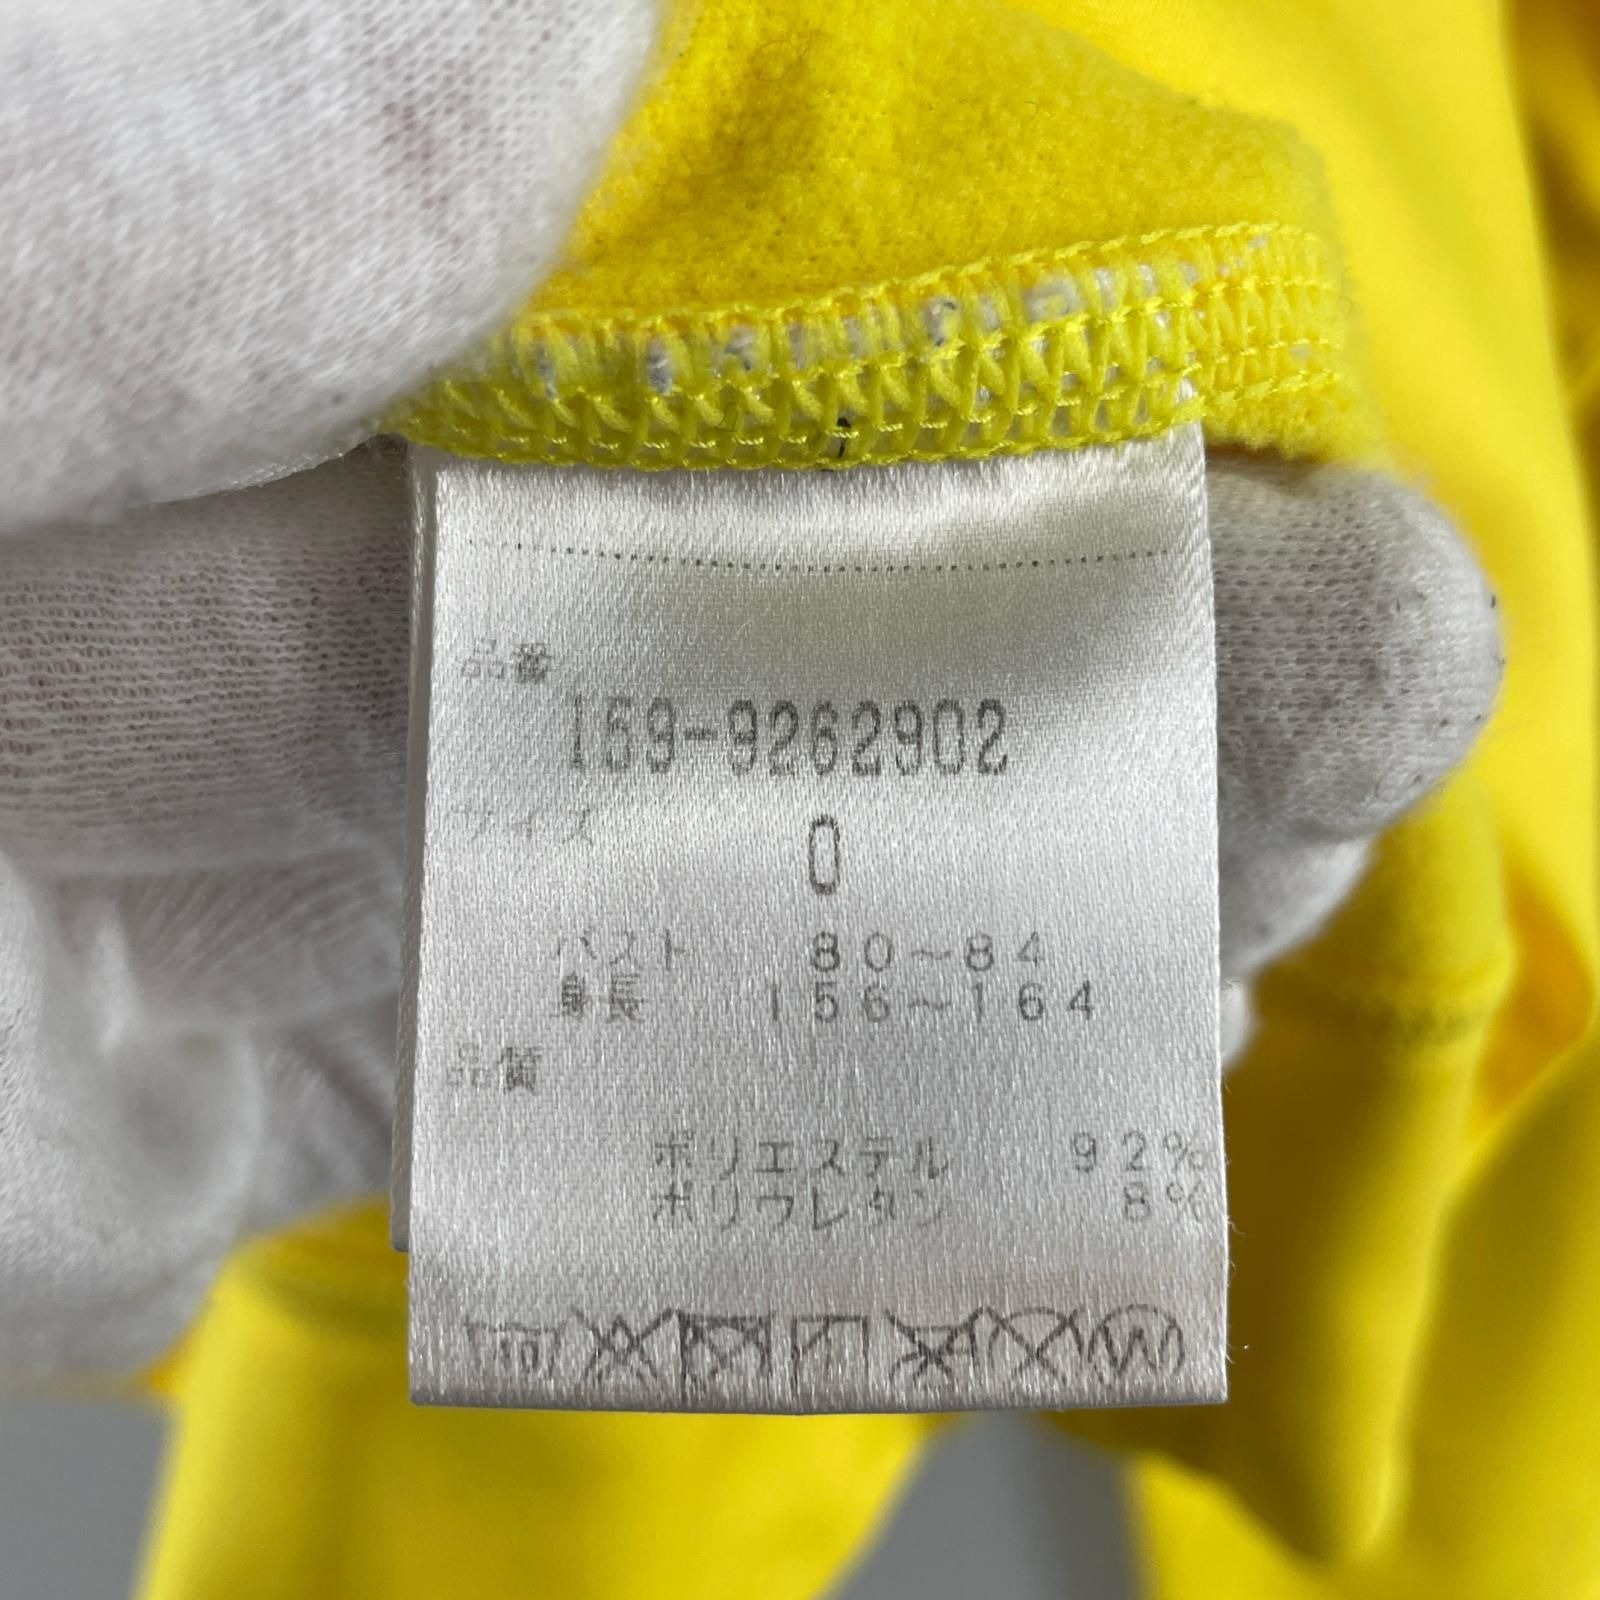 品番
159-9262902
サイズ
0
バスト 80～84
身長 156～164
品質
ポリエステル 92%
ポリウレタン 8%